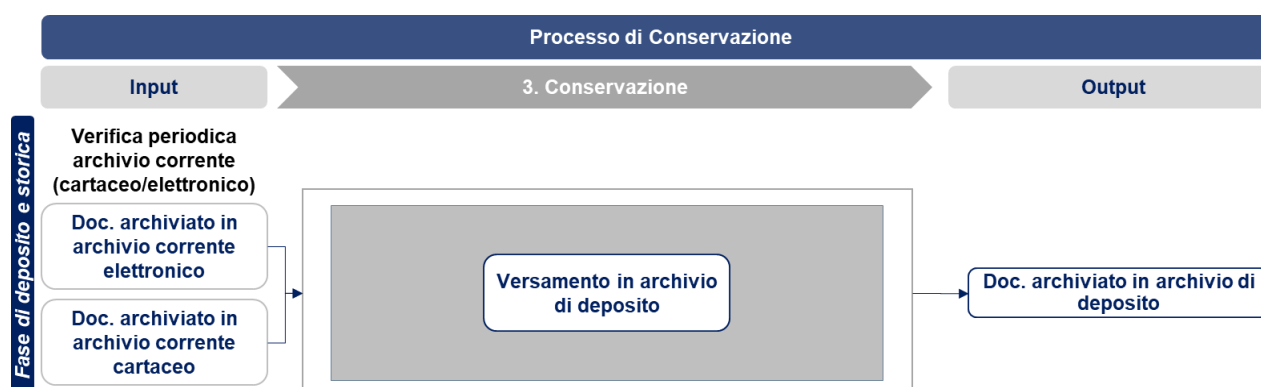 Processo di Conservazione
Input
3. Conservazione
Output
Fase di deposito e storica
Verifica periodica
archivio corrente
(cartaceo/elettronico)
Doc. archiviato in
archivio corrente
elettronico
Doc. archiviato in
archivio corrente
cartaceo
Versamento in archivio
di deposito
Doc. archiviato in archivio di
deposito